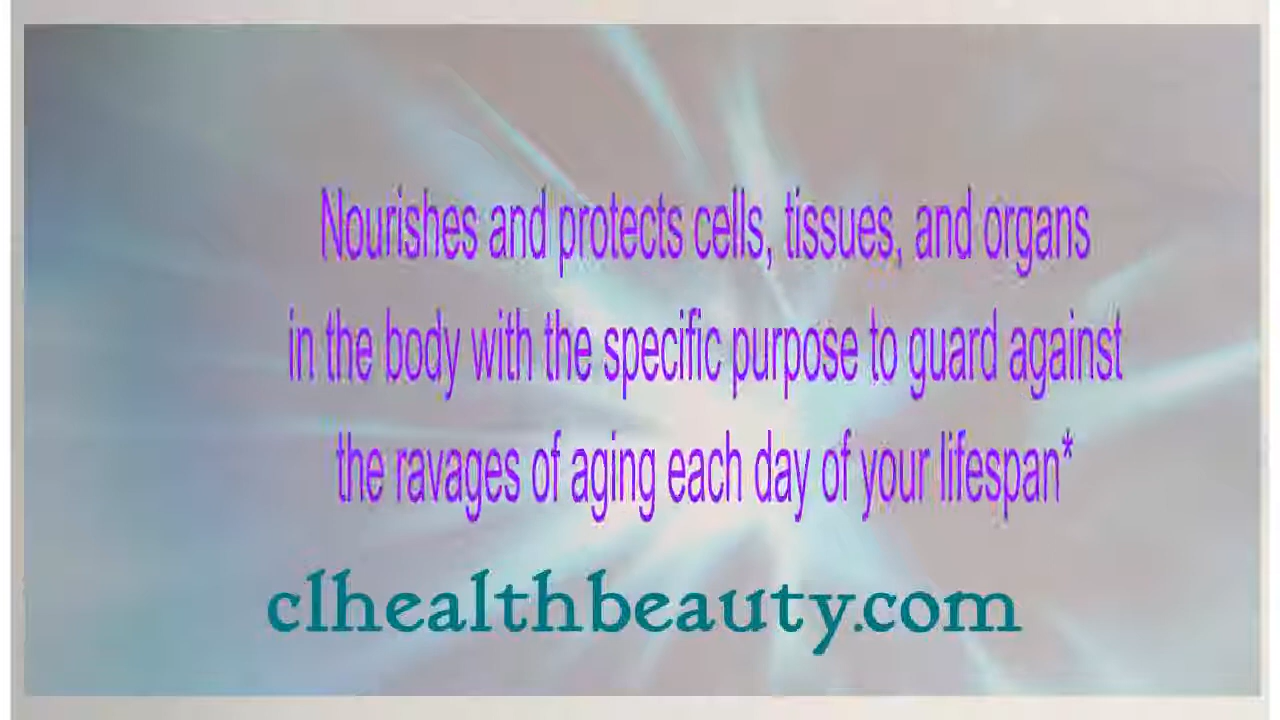 Nourishes and protects cells, tissues, and organs
in the body with the specific purpose to guard against
the ravages of aging each day of your lifespan*
clhealthbeauty.com